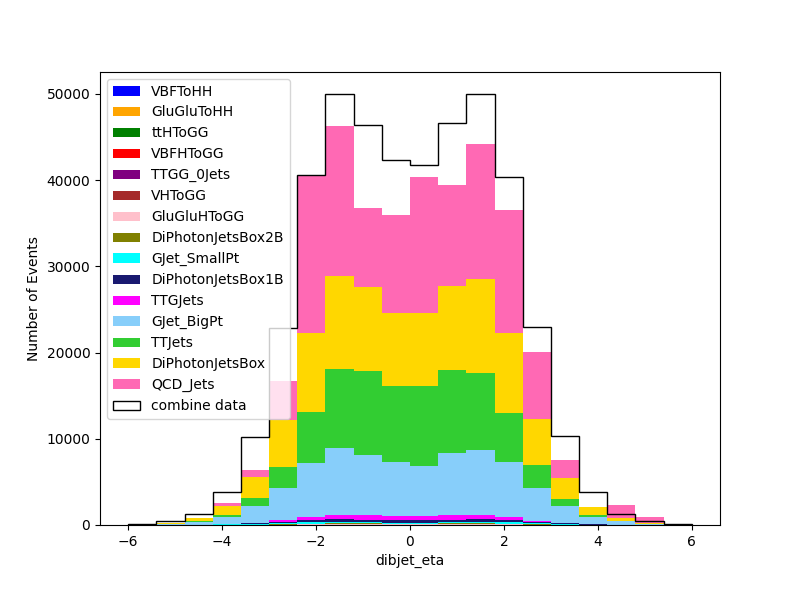 50000
40000
30000
20000
10000
0
Number of Events
VBFToHH
GluGluToHH
ttHToGG
VBFHToGG
TTGG_0Jets
VHToGG
GluGluHToGG
DiPhotonJetsBox2B
GJet_SmallPt
DiPhotonJetsBox1B
TTGJets
GJet_BigPt
TTJets
DiPhotonJetsBox
QCD_Jets
combine data
−6 −4 −2 0 2 4 6
dibjet_eta